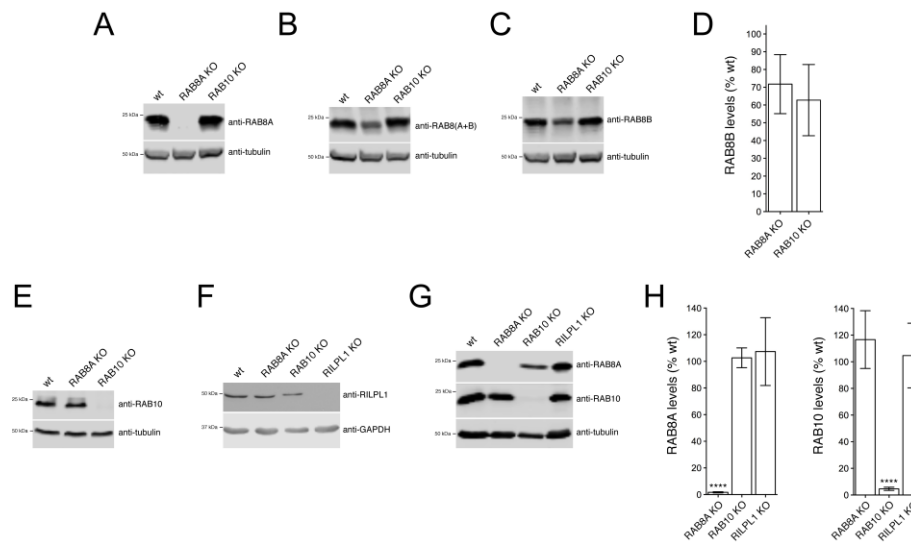 A
wt
RAB8A KO
RAB10 KO
25 kDa
anti-RAB8A
50 kDa
anti-tubulin
B
wt
RAB8A KO
RAB10 KO
25 kDa
anti-RAB8(A+B)
50 kDa
anti-tubulin
C
wt
RAB8A KO
RAB10 KO
25 kDa
anti-RAB8B
50 kDa
anti-tubulin
D
RAB8B levels (% wt)
100
90
80
70
60
50
40
30
20
10
0
RAB8A KO
RAB10 KO
E
wt
RAB8A KO
RAB10 KO
25 kDa
anti-RAB10
50 kDa
anti-tubulin
F
wt
RAB8A KO
RAB10 KO
RILPL1 KO
50 kDa
anti-RILPL1
37 kDa
anti-GAPDH
G
wt
RAB8A KO
RAB10 KO
RILPL1 KO
25 kDa
anti-RAB8A
25 kDa
anti-RAB10
50 kDa
anti-tubulin
H
RAB8A levels (% wt)
140
120
100
80
60
40
20
0
****
RAB8A KO
RAB10 KO
RILPL1 KO
RAB10 levels (% wt)
140
120
100
80
60
40
20
0
****
RAB8A KO
RAB10 KO
RILPL1 KO